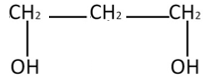 CH₂ CH₂ CH₂
OH OH